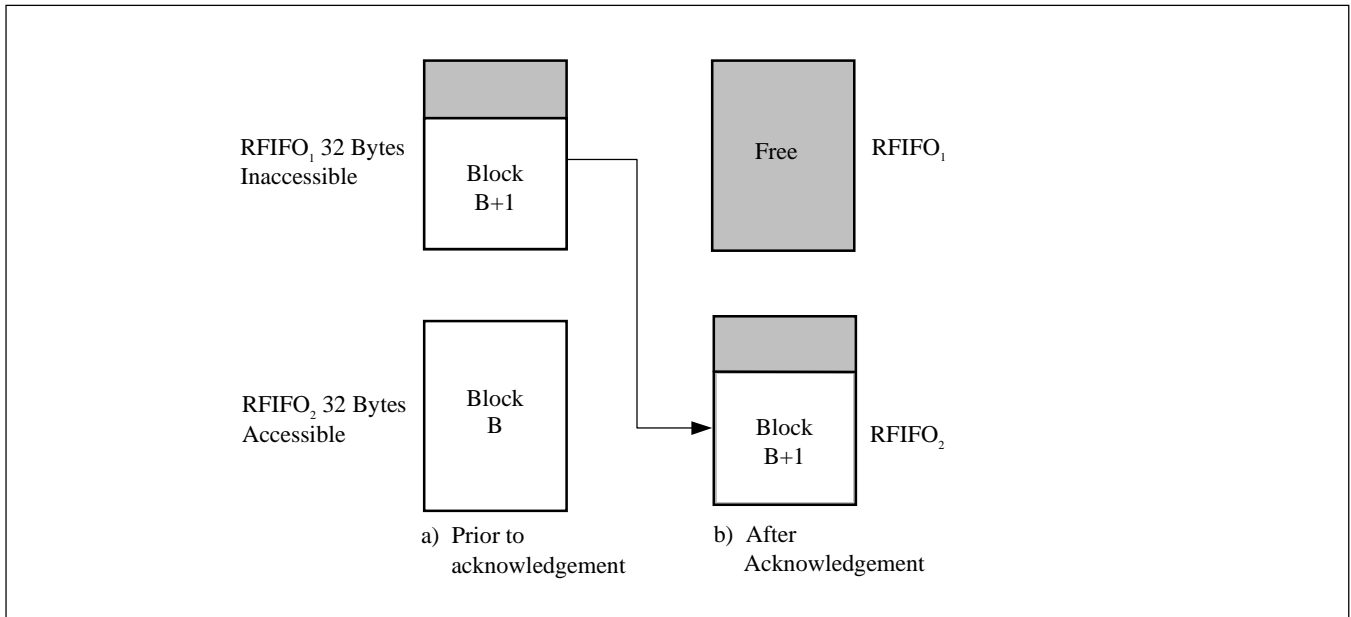 RFIFO₁ 32 Bytes
Inaccessible
Block
B+1
Free
RFIFO₁
RFIFO₂ 32 Bytes
Accessible
Block
B
Block
B+1
RFIFO₂
a) Prior to
acknowledgement
b) After
Acknowledgement